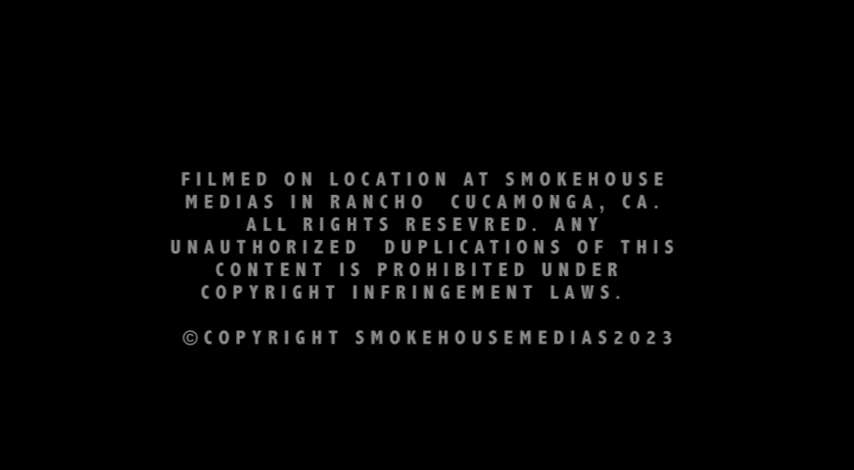 FILMED ON LOCATION AT SMOKEHOUSE
MEDIAS IN RANCHO CUCAMONGA, CA.
ALL RIGHTS RESEVRED. ANY
UNAUTHORIZED DUPLICATIONS OF THIS
CONTENT IS PROHIBITED UNDER
COPYRIGHT INFRINGEMENT LAWS.
©COPYRIGHT SMOKEHOUSEMEDIAS2023